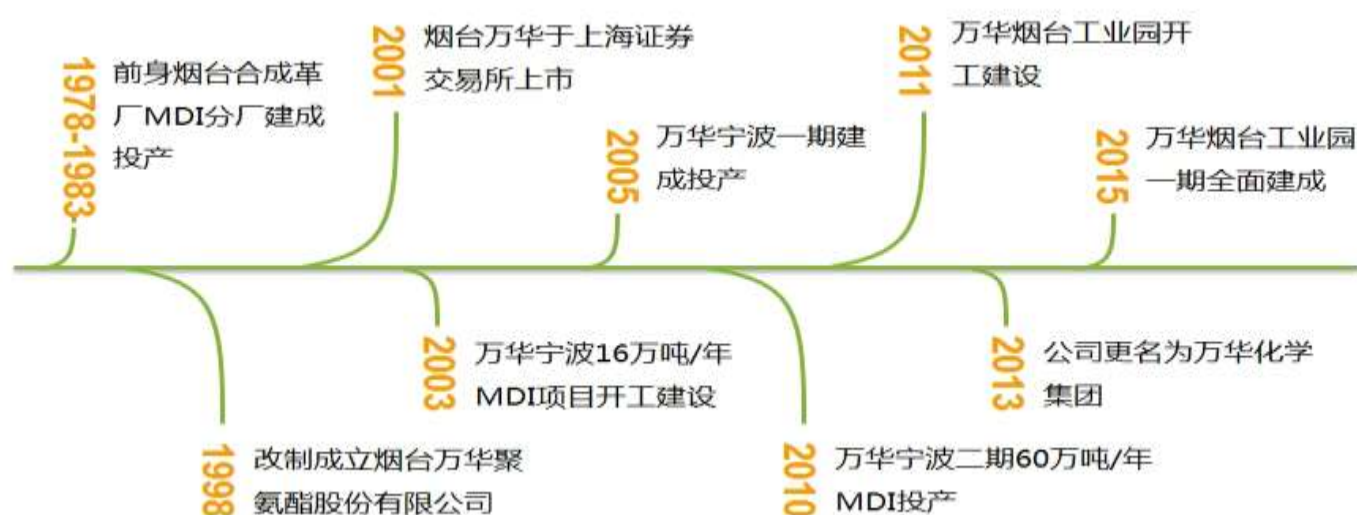 1978-1983
前身烟台合成革
厂MDI分厂建成
投产
1998
改制成立烟台万华聚
氨酯股份有限公司
2001
烟台万华于上海证券
交易所上市
2003
万华宁波16万吨/年
MDI项目开工建设
2005
万华宁波一期建
成投产
2010
万华宁波二期60万吨/年
MDI投产
2011
万华烟台工业园开
工建设
2013
公司更名为万华化学
集团
2015
万华烟台工业园
一期全面建成